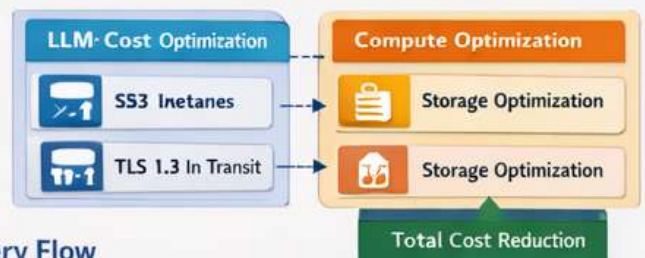 LLM-Cost Optimization
Compute Optimization
SS3 Inetanes
Storage Optimization
TLS 1.3 In Transit
Storage Optimization
Total Cost Reduction
ery Flow